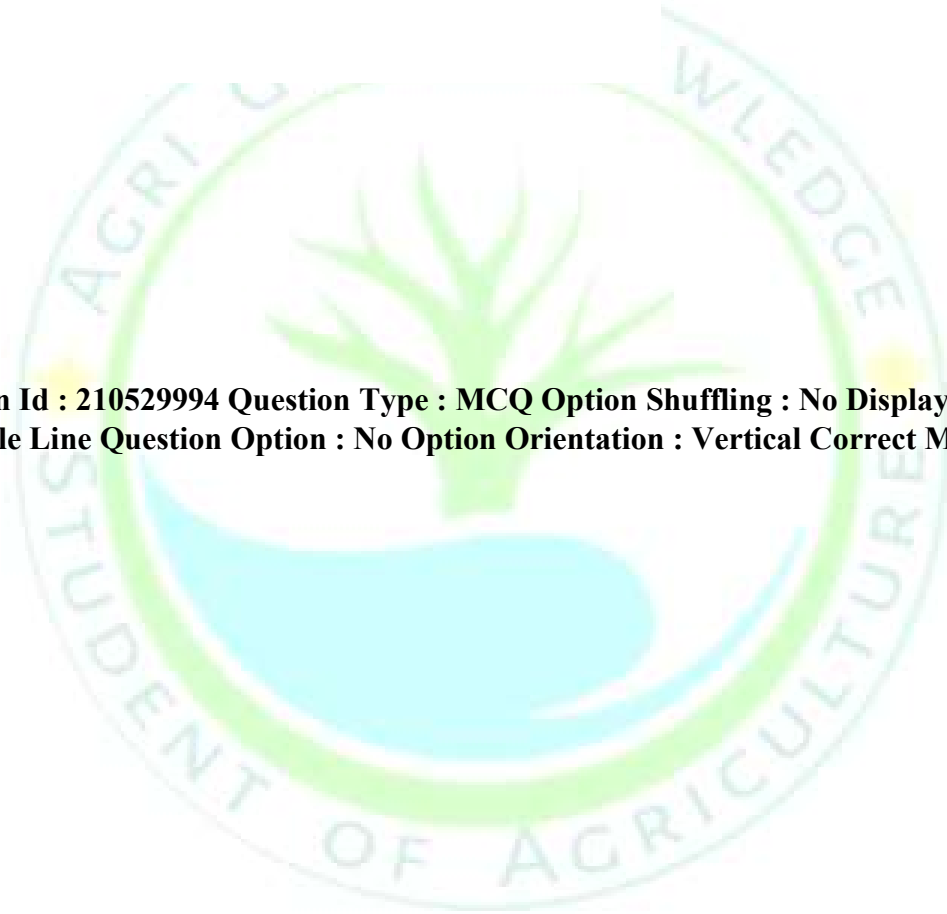 AGRI
WLEDGE
n Id : 210529994 Question Type : MCQ Option Shuffling : No Display
le Line Question Option : No Option Orientation : Vertical Correct M
STUDENT OF AGRICULTURE